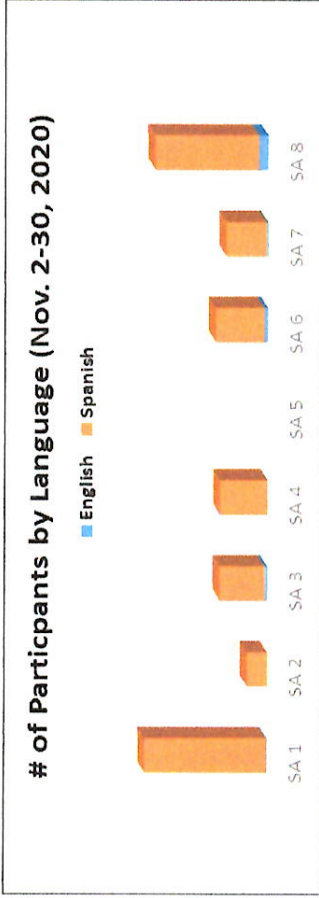 # of Particpants by Language (Nov. 2-30, 2020)
English Spanish
SA 1 SA 2 SA 3 SA 4 SA 5 SA 6 SA 7 SA 8